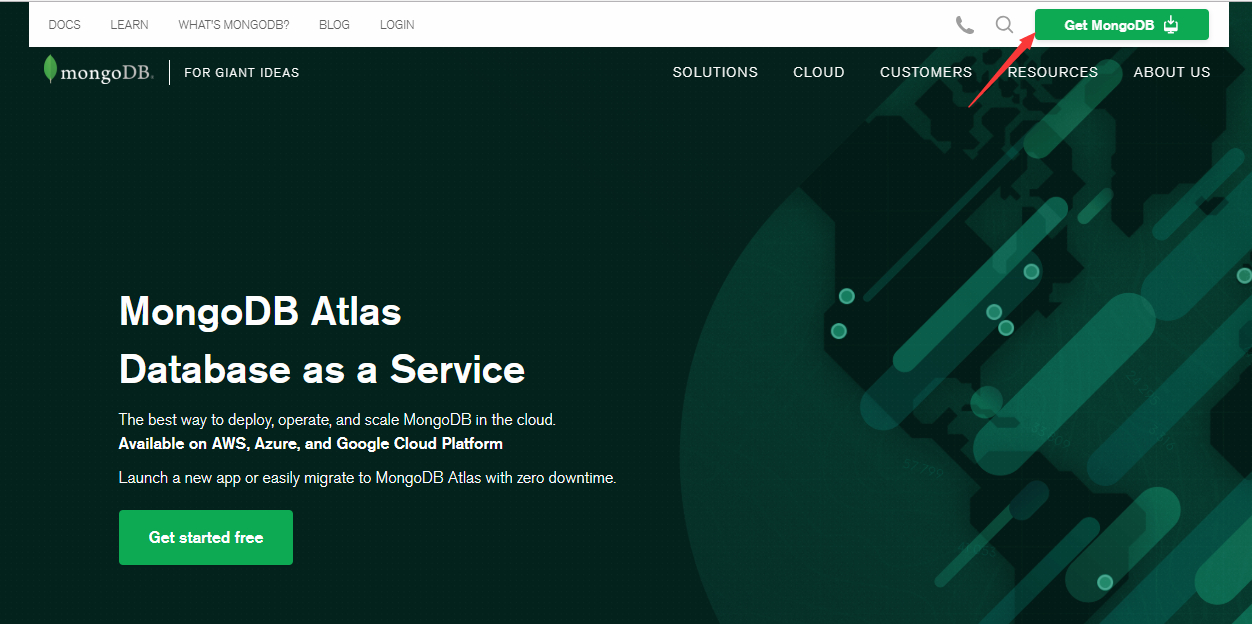 DOCS LEARN WHAT'S MONGODB? BLOG LOGIN Get MongoDB
mongoDB. FOR GIANT IDEAS SOLUTIONS CLOUD CUSTOMERS RESOURCES ABOUT US
MongoDB Atlas
Database as a Service
The best way to deploy, operate, and scale MongoDB in the cloud.
Available on AWS, Azure, and Google Cloud Platform
Launch a new app or easily migrate to MongoDB Atlas with zero downtime.
Get started free